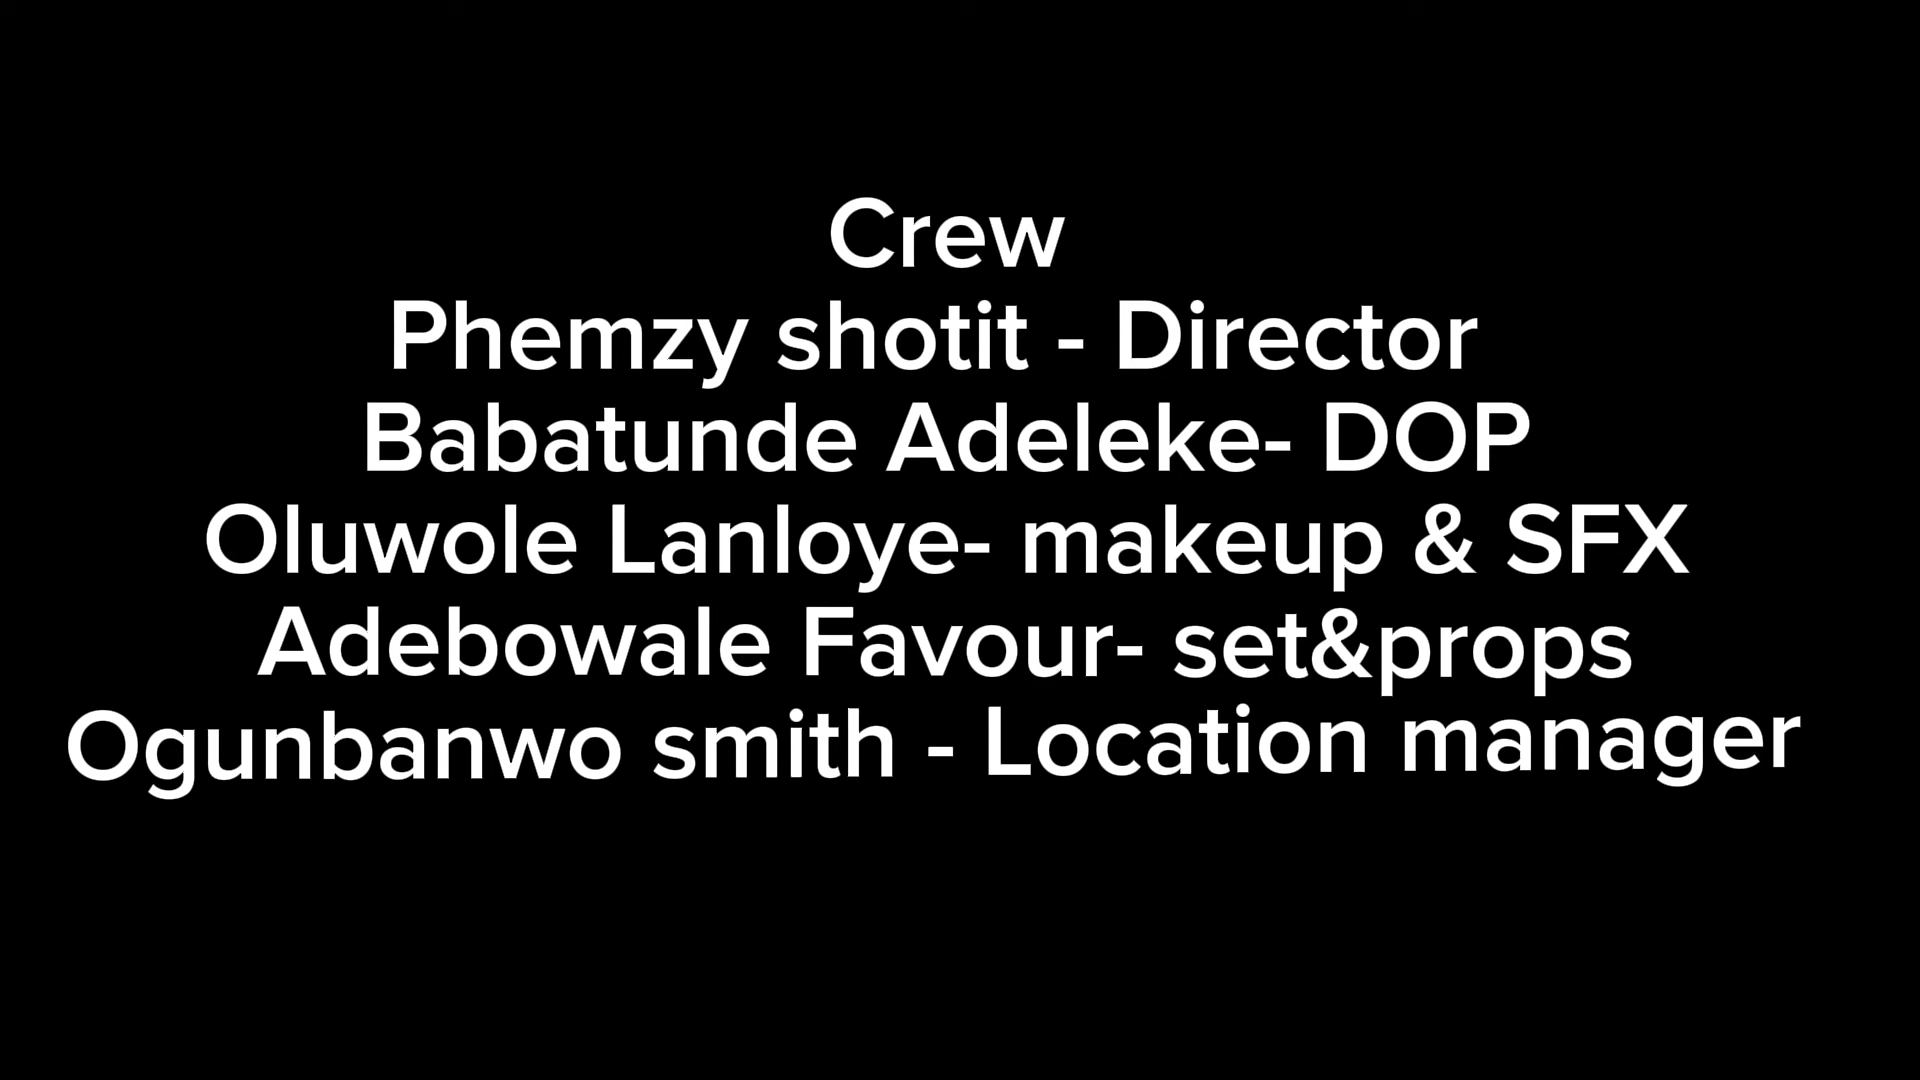 Crew
Phemzy shotit - Director
Babatunde Adeleke- DOP
Oluwole Lanloye- makeup & SFX
Adebowale Favour- set&props
Ogunbanwo smith - Location manager